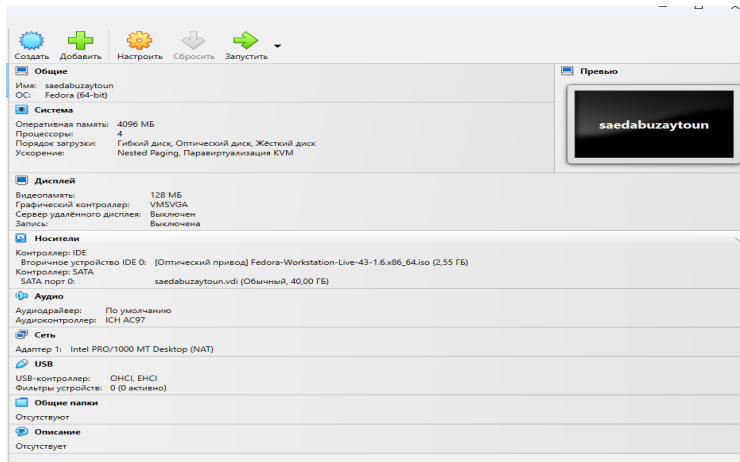 Создать Добавить Настроить Сбросить Запустить
Общие
Имя: saedabuzaytoun
ОС: Fedora (64-bit)
Превью
saedabuzaytoun
Система
Оперативная память: 4096 МБ
Процессоры: 4
Порядок загрузки: Гибкий диск, Оптический диск, Жёсткий диск
Ускорение: Nested Paging, Паравиртуализация KVM
Дисплей
Видеопамять: 128 МБ
Графический контроллер: VMSVGA
Сервер удалённого дисплея: Выключен
Запись: Выключена
Носители
Контроллер: IDE
Вторичное устройство IDE 0: [Оптический привод] Fedora-Workstation-Live-43-1.6.x86_64.iso (2,55 ГБ)
Контроллер: SATA
SATA порт 0: saedabuzaytoun.vdi (Обычный, 40,00 ГБ)
Аудио
Аудиодрайвер: По умолчанию
Аудиоконтроллер: ICH AC97
Сеть
Адаптер 1: Intel PRO/1000 MT Desktop (NAT)
USB
USB-контроллер: OHCI, EHCI
Фильтры устройств: 0 (0 активно)
Общие папки
Отсутствуют
Описание
Отсутствует